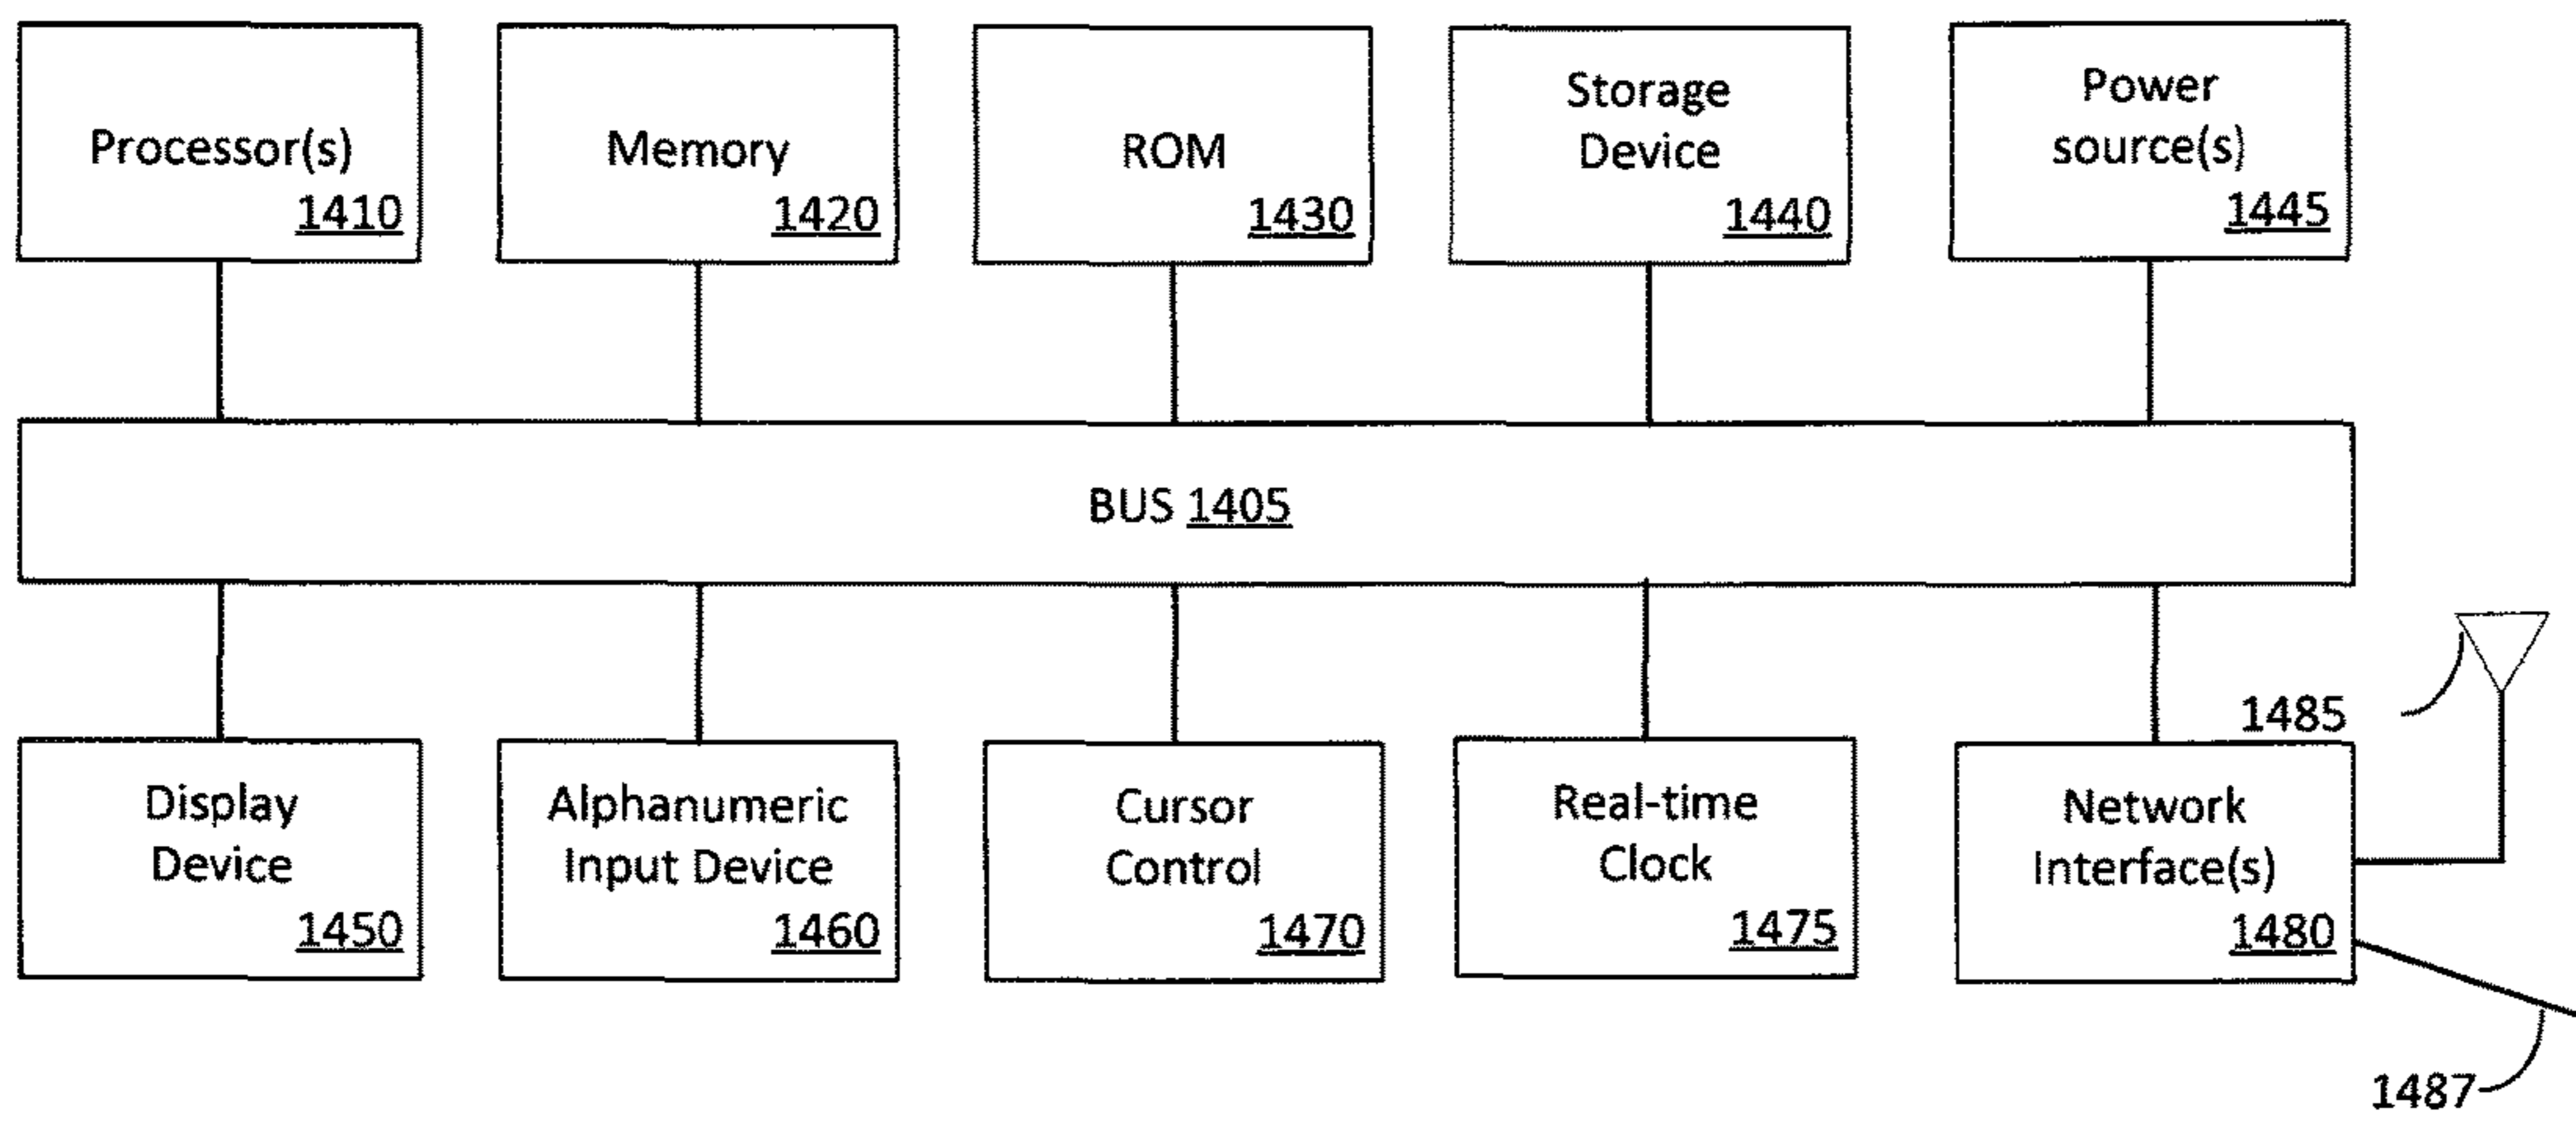 Processor(s)
1410
Memory
1420
ROM
1430
Storage
Device
1440
Power
source(s)
1445
BUS 1405
Display
Device
1450
Alphanumeric
Input Device
1460
Cursor
Control
1470
Real-time
Clock
1475
Network
Interface(s)
1480
1485
1487